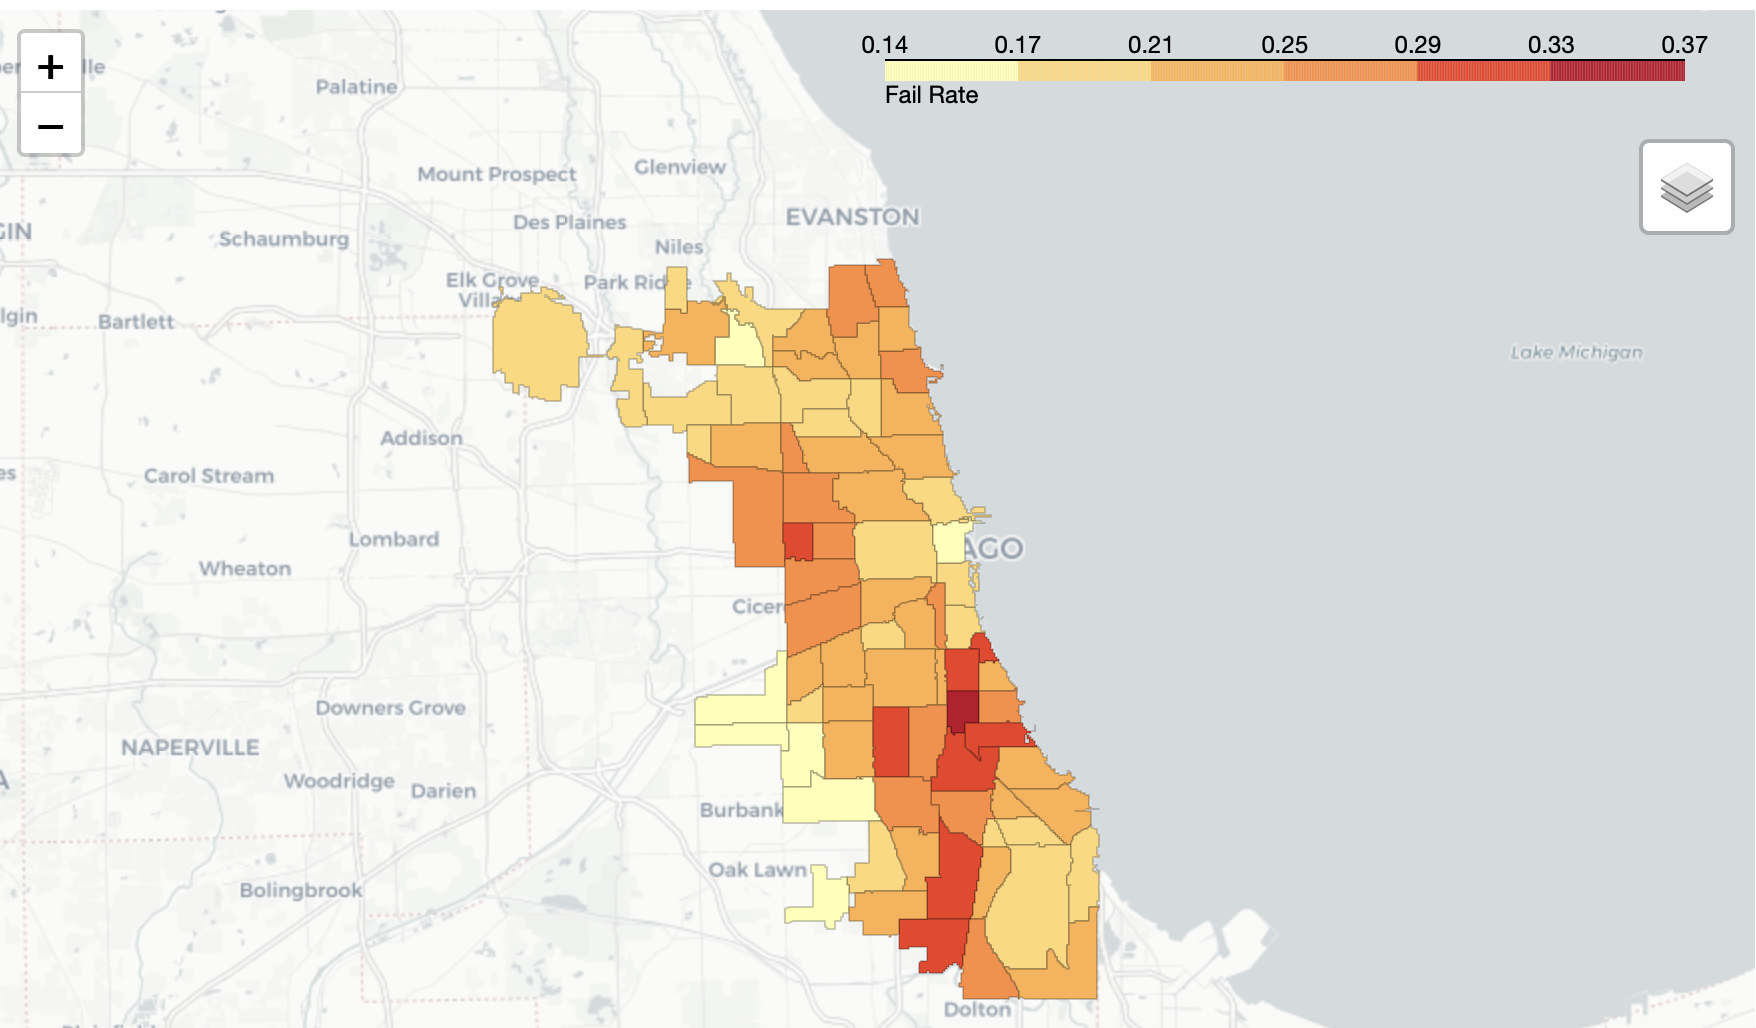 +
−
0.14 0.17 0.21 0.25 0.29 0.33 0.37
Fail Rate
Palatine
Mount Prospect
Glenview
Des Plaines
EVANSTON
Schaumburg
Niles
Elk Grove
Park Rid e
Villa
lgin
Bartlett
Lake Michigan
Addison
Carol Stream
Lombard
AGO
Wheaton
Cicer
Downers Grove
NAPERVILLE
Woodridge
Darien
Burbank
Oak Lawn
Bolingbrook
Dolton